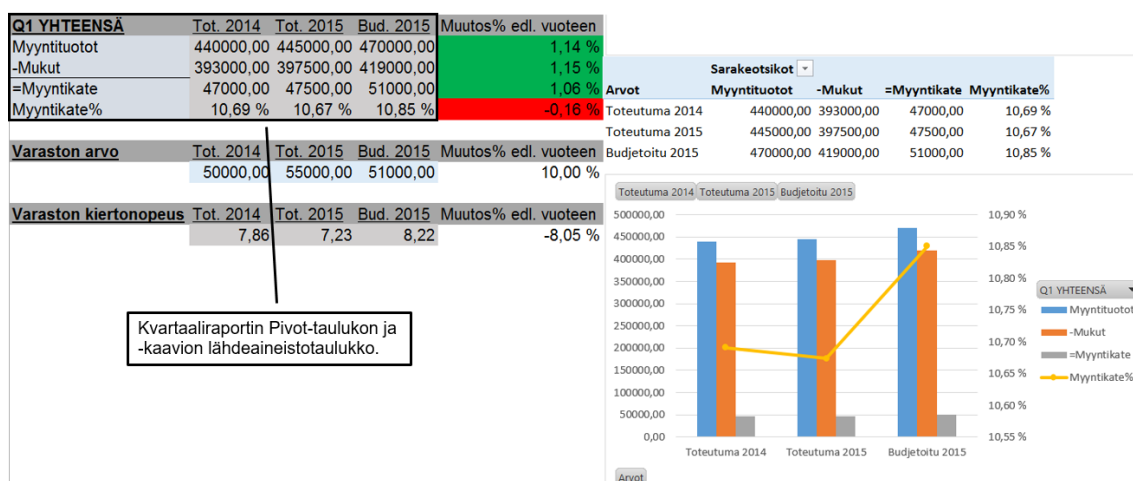 Q1 YHTEENSÄ Tot. 2014 Tot. 2015 Bud. 2015 Muutos% edl. vuoteen
Myyntituotot 440000,00 445000,00 470000,00 1,14 %
-Mukut 393000,00 397500,00 419000,00 1,15 %
=Myyntikate 47000,00 47500,00 51000,00 1,06 %
Myyntikate% 10,69 % 10,67 % 10,85 % -0,16 %
Varaston arvo Tot. 2014 Tot. 2015 Bud. 2015 Muutos% edl. vuoteen
50000,00 55000,00 51000,00 10,00 %
Varaston kiertonopeus Tot. 2014 Tot. 2015 Bud. 2015 Muutos% edl. vuoteen
7,86 7,23 8,22 -8,05 %
Kvartaaliraportin Pivot-taulukon ja
-kaavion lähdeaineistotaulukko.
Sarakeotsikot
Arvot Myyntituotot -Mukut =Myyntikate Myyntikate%
Toteutuma 2014 440000,00 393000,00 47000,00 10,69 %
Toteutuma 2015 445000,00 397500,00 47500,00 10,67 %
Budjetoitu 2015 470000,00 419000,00 51000,00 10,85 %
Toteutuma 2014 Toteutuma 2015 Budjetoitu 2015
500000,00 10,90 %
450000,00
400000,00 10,85 %
350000,00 10,80 %
300000,00
10,75 %
250000,00
200000,00 10,70 %
150000,00 10,65 %
100000,00
10,60 %
50000,00
0,00 10,55 %
Toteutuma 2014 Toteutuma 2015 Budjetoitu 2015
Q1 YHTEENSÄ
Myyntituotot
-Mukut
=Myyntikate
Myyntikate%
Arvot